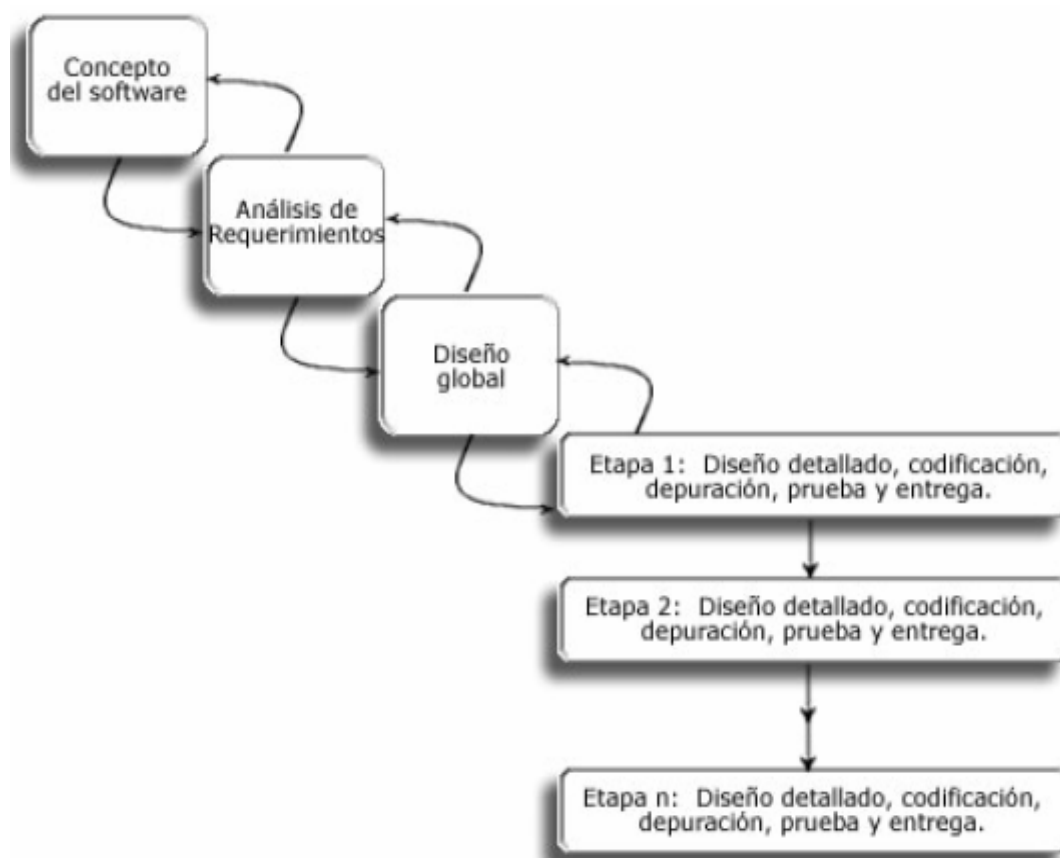 Concepto
del software
Análisis de
Requerimientos
Diseño
global
Etapa 1: Diseño detallado, codificación,
depuración, prueba y entrega.
Etapa 2: Diseño detallado, codificación,
depuración, prueba y entrega.
Etapa n: Diseño detallado, codificación,
depuración, prueba y entrega.